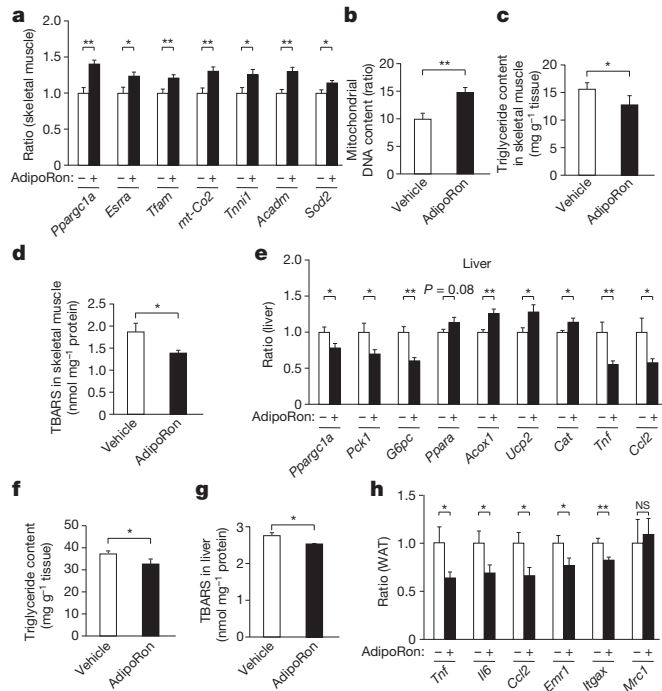 a
Ratio (skeletal muscle)
2.0
1.5
1.0
0.5
0
** * ** ** * ** *
AdipoRon: – + – + – + – + – + – + – +
Ppargc1a Esrra Tfam mt-Co2 Tnni1 Acadm Sod2
b
Mitochondrial
DNA content (ratio)
20
15
10
5
0
**
Vehicle AdipoRon
c
Triglyceride content
in skeletal muscle
(mg g–1 tissue)
20
15
10
5
0
*
Vehicle AdipoRon
d
TBARS in skeletal muscle
(nmol mg–1 protein)
2.5
2.0
1.5
1.0
0.5
0
*
Vehicle AdipoRon
e
Liver
Ratio (liver)
2.0
1.5
1.0
0.5
0
P = 0.08
* * ** ** * * ** *
AdipoRon: – + – + – + – + – + – + – + – + – +
Ppargc1a Pck1 G6pc Ppara Acox1 Ucp2 Cat Tnf Ccl2
f
Triglyceride content
(mg g–1 tissue)
50
40
30
20
10
0
*
Vehicle AdipoRon
g
TBARS in liver
(nmol mg–1 protein)
3
2
1
0
*
Vehicle AdipoRon
h
Ratio (WAT)
1.5
1.0
0.5
0
* * * * ** NS
AdipoRon: – + – + – + – + – + – +
Tnf Il6 Ccl2 Emr1 Itgax Mrc1